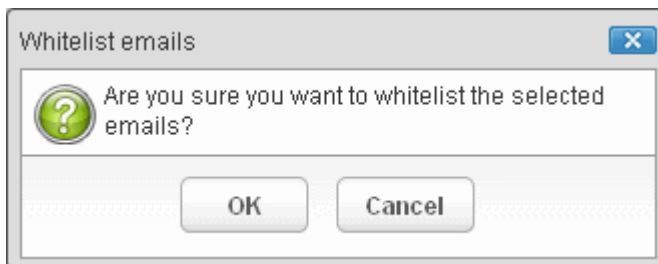 Whitelist emails
Are you sure you want to whitelist the selected
emails?
OK Cancel